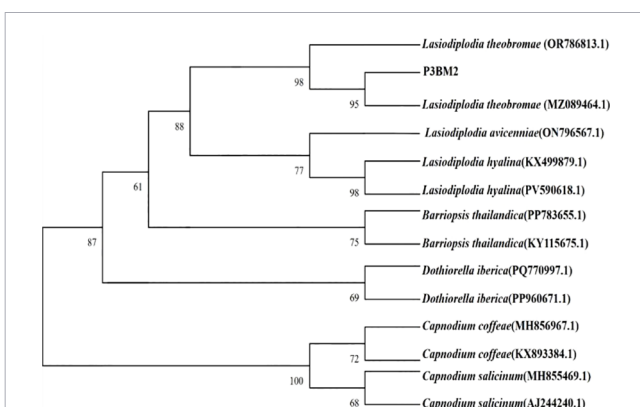 Lasiodiplodia theobromae (OR786813.1)
P3BM2
98
95
Lasiodiplodia theobromae (MZ089464.1)
88
Lasiodiplodia avicenniae(ON796567.1)
Lasiodiplodia hyalina(KX499879.1)
77
61
98
Lasiodiplodia hyalina(PV590618.1)
Barriopsis thailandica(PP783655.1)
87
75
Barriopsis thailandica(KY115675.1)
Dothiorella iberica(PQ770997.1)
69
Dothiorella iberica(PP960671.1)
Capnodium coffeae(MH856967.1)
72
Capnodium coffeae(KX893384.1)
100
Capnodium salicinum(MH855469.1)
68
Capnodium salicinum(AJ244240.1)